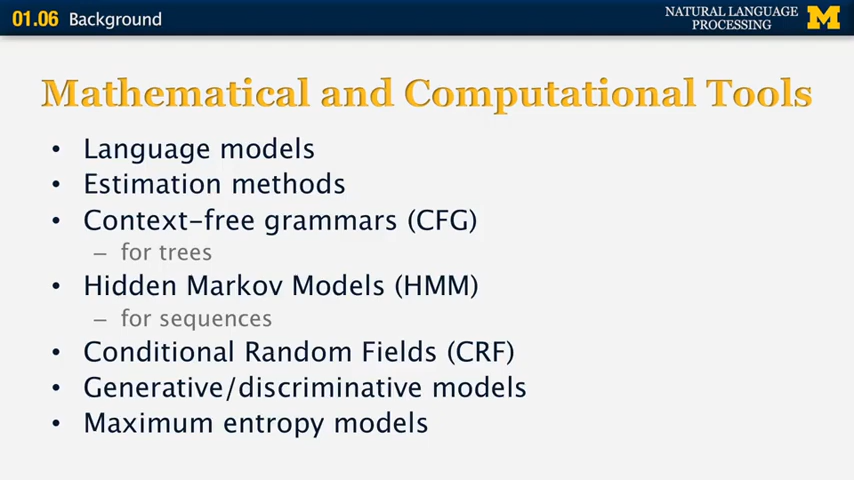 01.06 Background
NATURAL LANGUAGE
PROCESSING
M
Mathematical and Computational Tools
• Language models
• Estimation methods
• Context-free grammars (CFG)
– for trees
• Hidden Markov Models (HMM)
– for sequences
• Conditional Random Fields (CRF)
• Generative/discriminative models
• Maximum entropy models